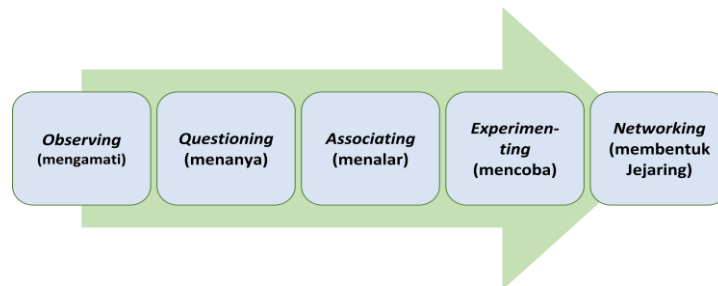 Observing
(mengamati)
Questioning
(menanya)
Associating
(menalar)
Experimen-
ting
(mencoba)
Networking
(membentuk
Jejaring)